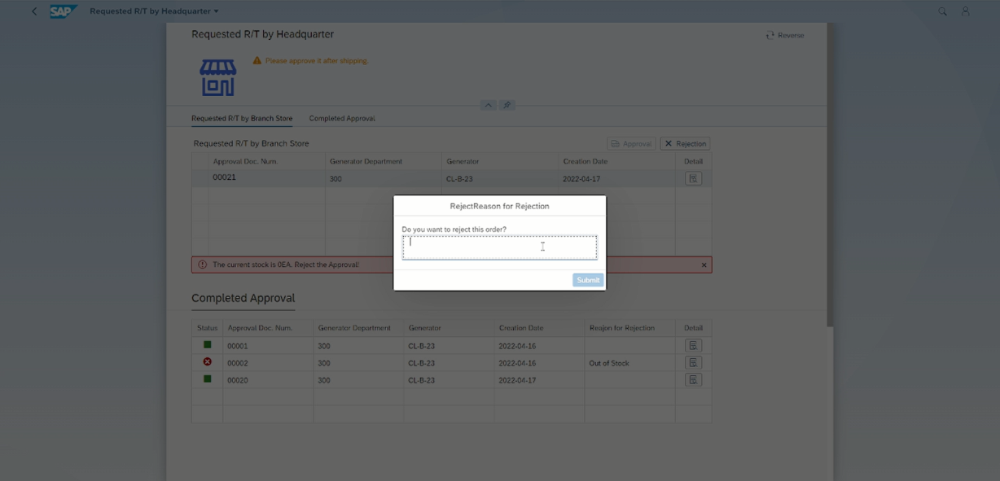 SAP Requested R/T by Headquarter
Requested R/T by Headquarter
Reverse
Please approve it after shipping.
Requested R/T by Branch Store Completed Approval
Requested R/T by Branch Store Approval Rejection
Approval Doc. Num. Generator Department Generator Creation Date Detail
00021 300 CL-B-23 2022-04-17
RejectReason for Rejection
Do you want to reject this order?
Submit
The current stock is 0EA. Reject the Approval!
Completed Approval
Status Approval Doc. Num. Generator Department Generator Creation Date Reajon for Rejection Detail
00001 300 CL-B-23 2022-04-16
00002 300 CL-B-23 2022-04-16 Out of Stock
00020 300 CL-B-23 2022-04-17